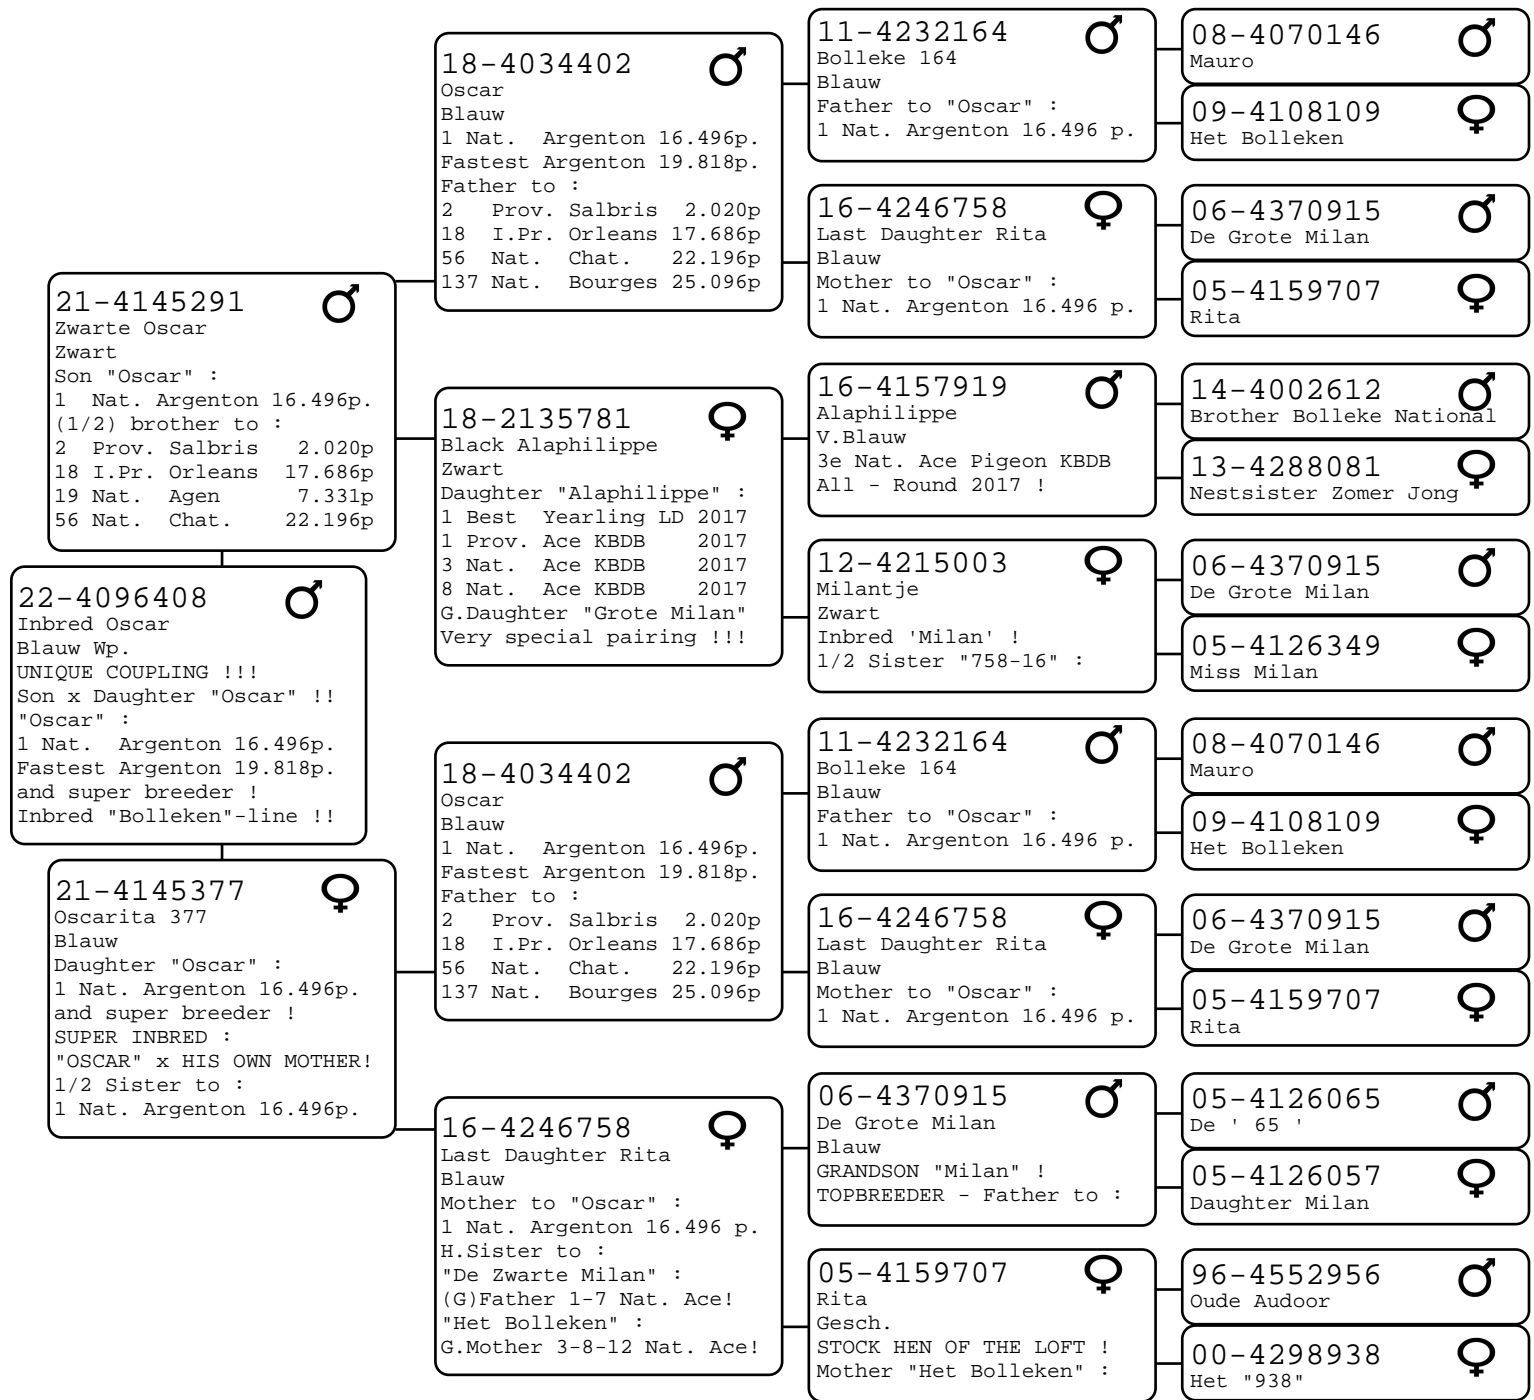 21-4145291
Zwarte Oscar
Zwart
Son "Oscar" :
1 Nat. Argenton 16.496p.
(1/2) brother to :
2 Prov. Salbris 2.020p
18 I.Pr. Orleans 17.686p
19 Nat. Agen 7.331p
56 Nat. Chat. 22.196p
22-4096408
Inbred Oscar
Blauw Wp.
UNIQUE COUPLING !!!
Son x Daughter "Oscar" !!
"Oscar" :
1 Nat. Argenton 16.496p.
Fastest Argenton 19.818p.
and super breeder !
Inbred "Bolleken"-line !!
21-4145377
Oscarita 377
Blauw
Daughter "Oscar" :
1 Nat. Argenton 16.496p.
and super breeder !
SUPER INBRED :
"OSCAR" x HIS OWN MOTHER!
1/2 Sister to :
1 Nat. Argenton 16.496p.
18-4034402
Oscar
Blauw
1 Nat. Argenton 16.496p.
Fastest Argenton 19.818p.
Father to :
2 Prov. Salbris 2.020p
18 I.Pr. Orleans 17.686p
56 Nat. Chat. 22.196p
137 Nat. Bourges 25.096p
18-2135781
Black Alaphilippe
Zwart
Daughter "Alaphilippe" :
1 Best Yearling LD 2017
1 Prov. Ace KBDB 2017
3 Nat. Ace KBDB 2017
8 Nat. Ace KBDB 2017
G.Daughter "Grote Milan"
Very special pairing !!!
18-4034402
Oscar
Blauw
1 Nat. Argenton 16.496p.
Fastest Argenton 19.818p.
Father to :
2 Prov. Salbris 2.020p
18 I.Pr. Orleans 17.686p
56 Nat. Chat. 22.196p
137 Nat. Bourges 25.096p
16-4246758
Last Daughter Rita
Blauw
Mother to "Oscar" :
1 Nat. Argenton 16.496 p.
H.Sister to :
"De Zwarte Milan" :
(G)Father 1-7 Nat. Ace!
"Het Bolleken" :
G.Mother 3-8-12 Nat. Ace!
11-4232164
Bolleke 164
Blauw
Father to "Oscar" :
1 Nat. Argenton 16.496 p.
16-4246758
Last Daughter Rita
Blauw
Mother to "Oscar" :
1 Nat. Argenton 16.496 p.
16-4157919
Alaphilippe
V.Blauw
3e Nat. Ace Pigeon KBDB
All - Round 2017 !
12-4215003
Milantje
Zwart
Inbred 'Milan' !
1/2 Sister "758-16" :
11-4232164
Bolleke 164
Blauw
Father to "Oscar" :
1 Nat. Argenton 16.496 p.
16-4246758
Last Daughter Rita
Blauw
Mother to "Oscar" :
1 Nat. Argenton 16.496 p.
06-4370915
De Grote Milan
Blauw
GRANDSON "Milan" !
TOPBREEDER - Father to :
05-4159707
Rita
Gesch.
STOCK HEN OF THE LOFT !
Mother "Het Bolleken" :
08-4070146
Mauro
09-4108109
Het Bolleken
06-4370915
De Grote Milan
05-4159707
Rita
14-4002612
Brother Bolleke National
13-4288081
Nestsister Zomer Jong
06-4370915
De Grote Milan
05-4126349
Miss Milan
08-4070146
Mauro
09-4108109
Het Bolleken
06-4370915
De Grote Milan
05-4159707
Rita
05-4126065
De ' 65 '
05-4126057
Daughter Milan
96-4552956
Oude Audoor
00-4298938
Het "938"